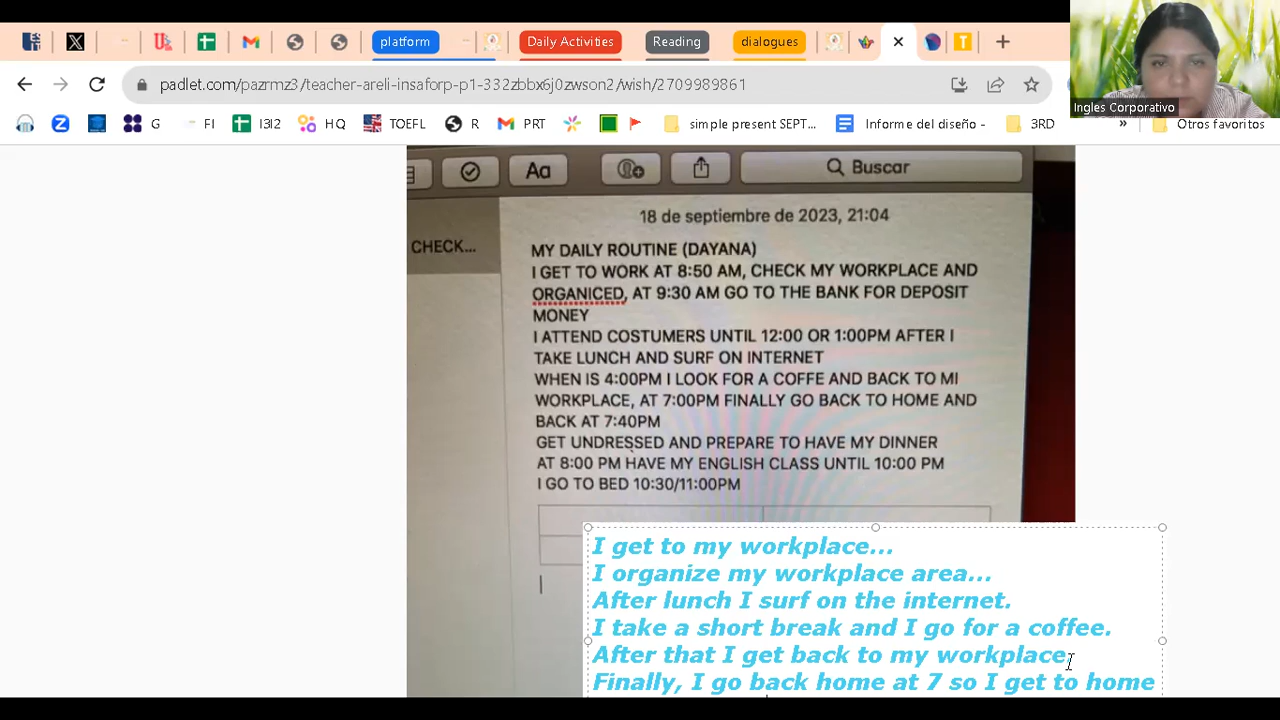 platform
Daily Activities
Reading
dialogues
T
padlet.com/pazrmz3/teacher-areli-insaforp-p1-332zbbx6j0zwson2/wish/2709989861
Ingles Corporativo
G
FI
I3I2
HQ
TOEFL
R
PRT
simple present SEPT...
Informe del diseño -
3RD
»
Otros favoritos
Aa
Buscar
18 de septiembre de 2023, 21:04
CHECK...
MY DAILY ROUTINE (DAYANA)
I GET TO WORK AT 8:50 AM, CHECK MY WORKPLACE AND
ORGANICED, AT 9:30 AM GO TO THE BANK FOR DEPOSIT
MONEY
I ATTEND COSTUMERS UNTIL 12:00 OR 1:00PM AFTER I
TAKE LUNCH AND SURF ON INTERNET
WHEN IS 4:00PM I LOOK FOR A COFFE AND BACK TO MI
WORKPLACE, AT 7:00PM FINALLY GO BACK TO HOME AND
BACK AT 7:40PM
GET UNDRESSED AND PREPARE TO HAVE MY DINNER
AT 8:00 PM HAVE MY ENGLISH CLASS UNTIL 10:00 PM
I GO TO BED 10:30/11:00PM
I get to my workplace...
I organize my workplace area...
After lunch I surf on the internet.
I take a short break and I go for a coffee.
After that I get back to my workplace.
Finally, I go back home at 7 so I get to home